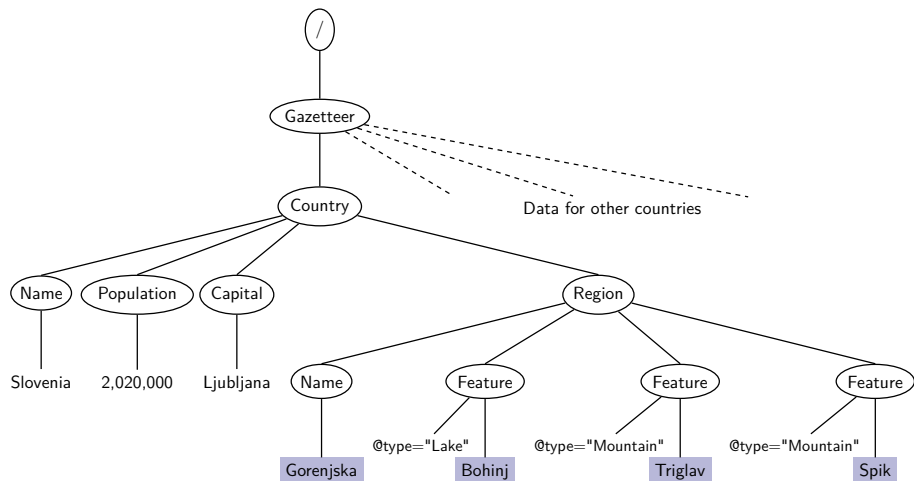 /
Gazetteer
Country
Data for other countries
Name Population Capital Region
Slovenia 2,020,000 Ljubljana Name Feature Feature Feature
@type="Lake" @type="Mountain" @type="Mountain"
Gorenjska Bohinj Triglav Spik